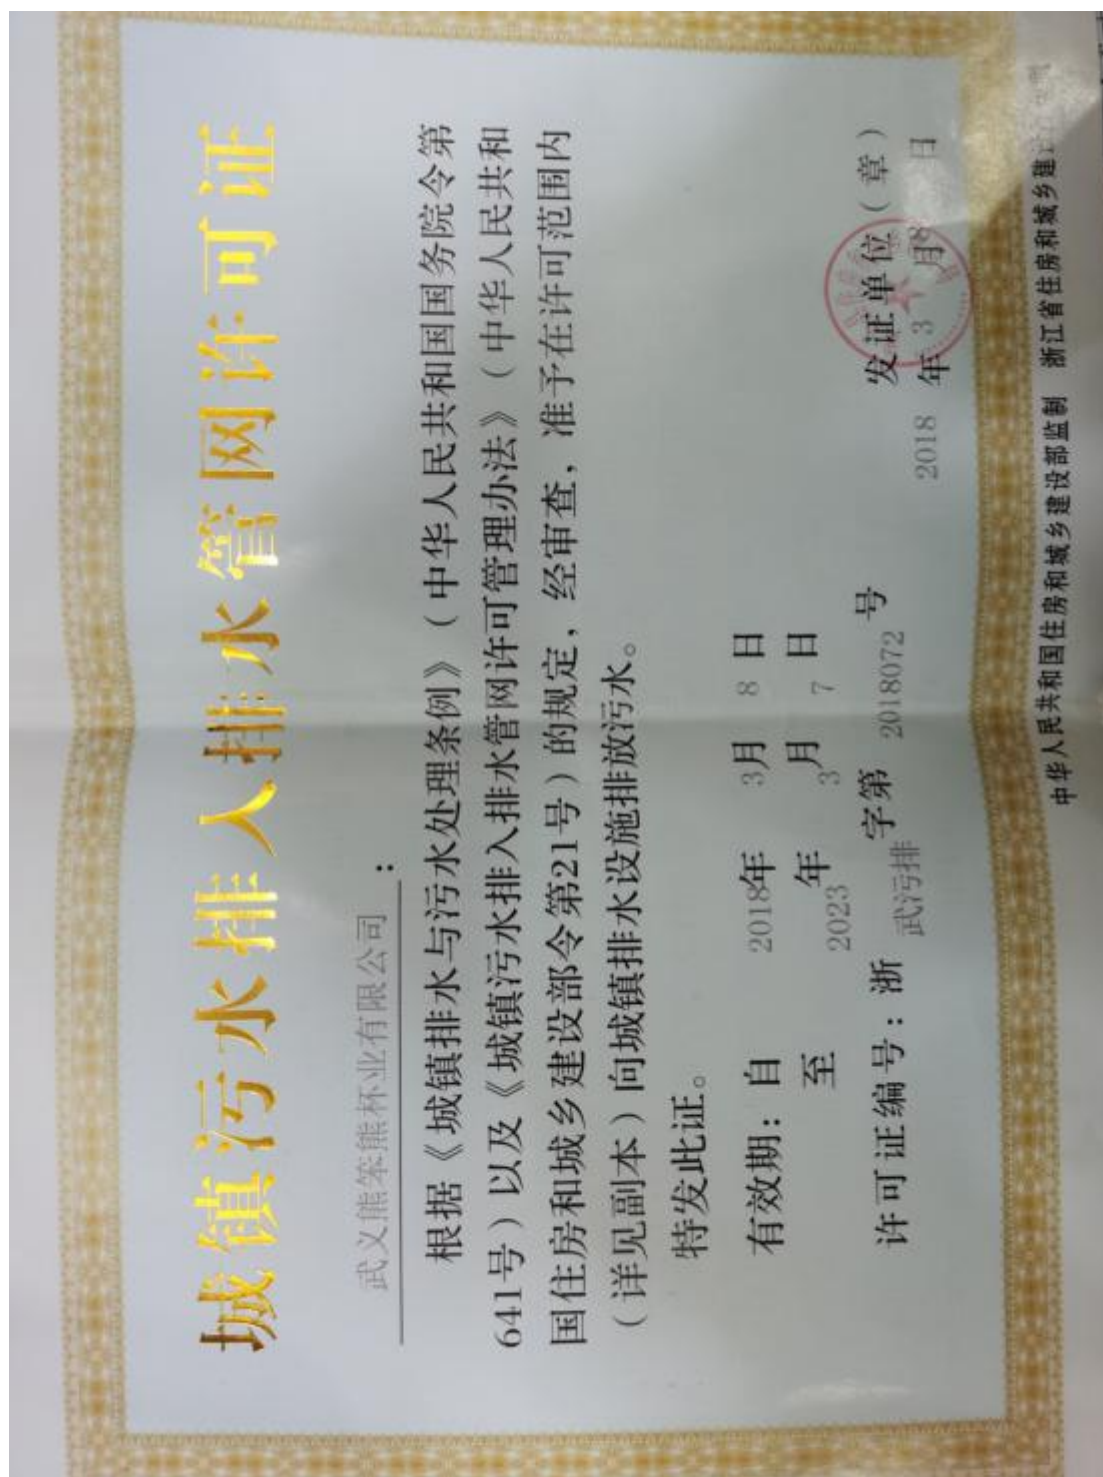 城镇污水排入排水管网许可证
武义熊笨熊杯业有限公司：
根据《城镇排水与污水处理条例》（中华人民共和国国务院令第
641号）以及《城镇污水排入排水管网许可管理办法》（中华人民共和
国住房和城乡建设部令第21号）的规定，经审查，准予在许可范围内
（详见副本）向城镇排水设施排放污水。
特发此证。
有效期：自 2018年 3月 8日
至 2023年 3月 7日
许可证编号：浙 武污排 字第 2018072 号
发证单位（章）
2018年 3月 8日
中华人民共和国住房和城乡建设部监制 浙江省住房和城乡建